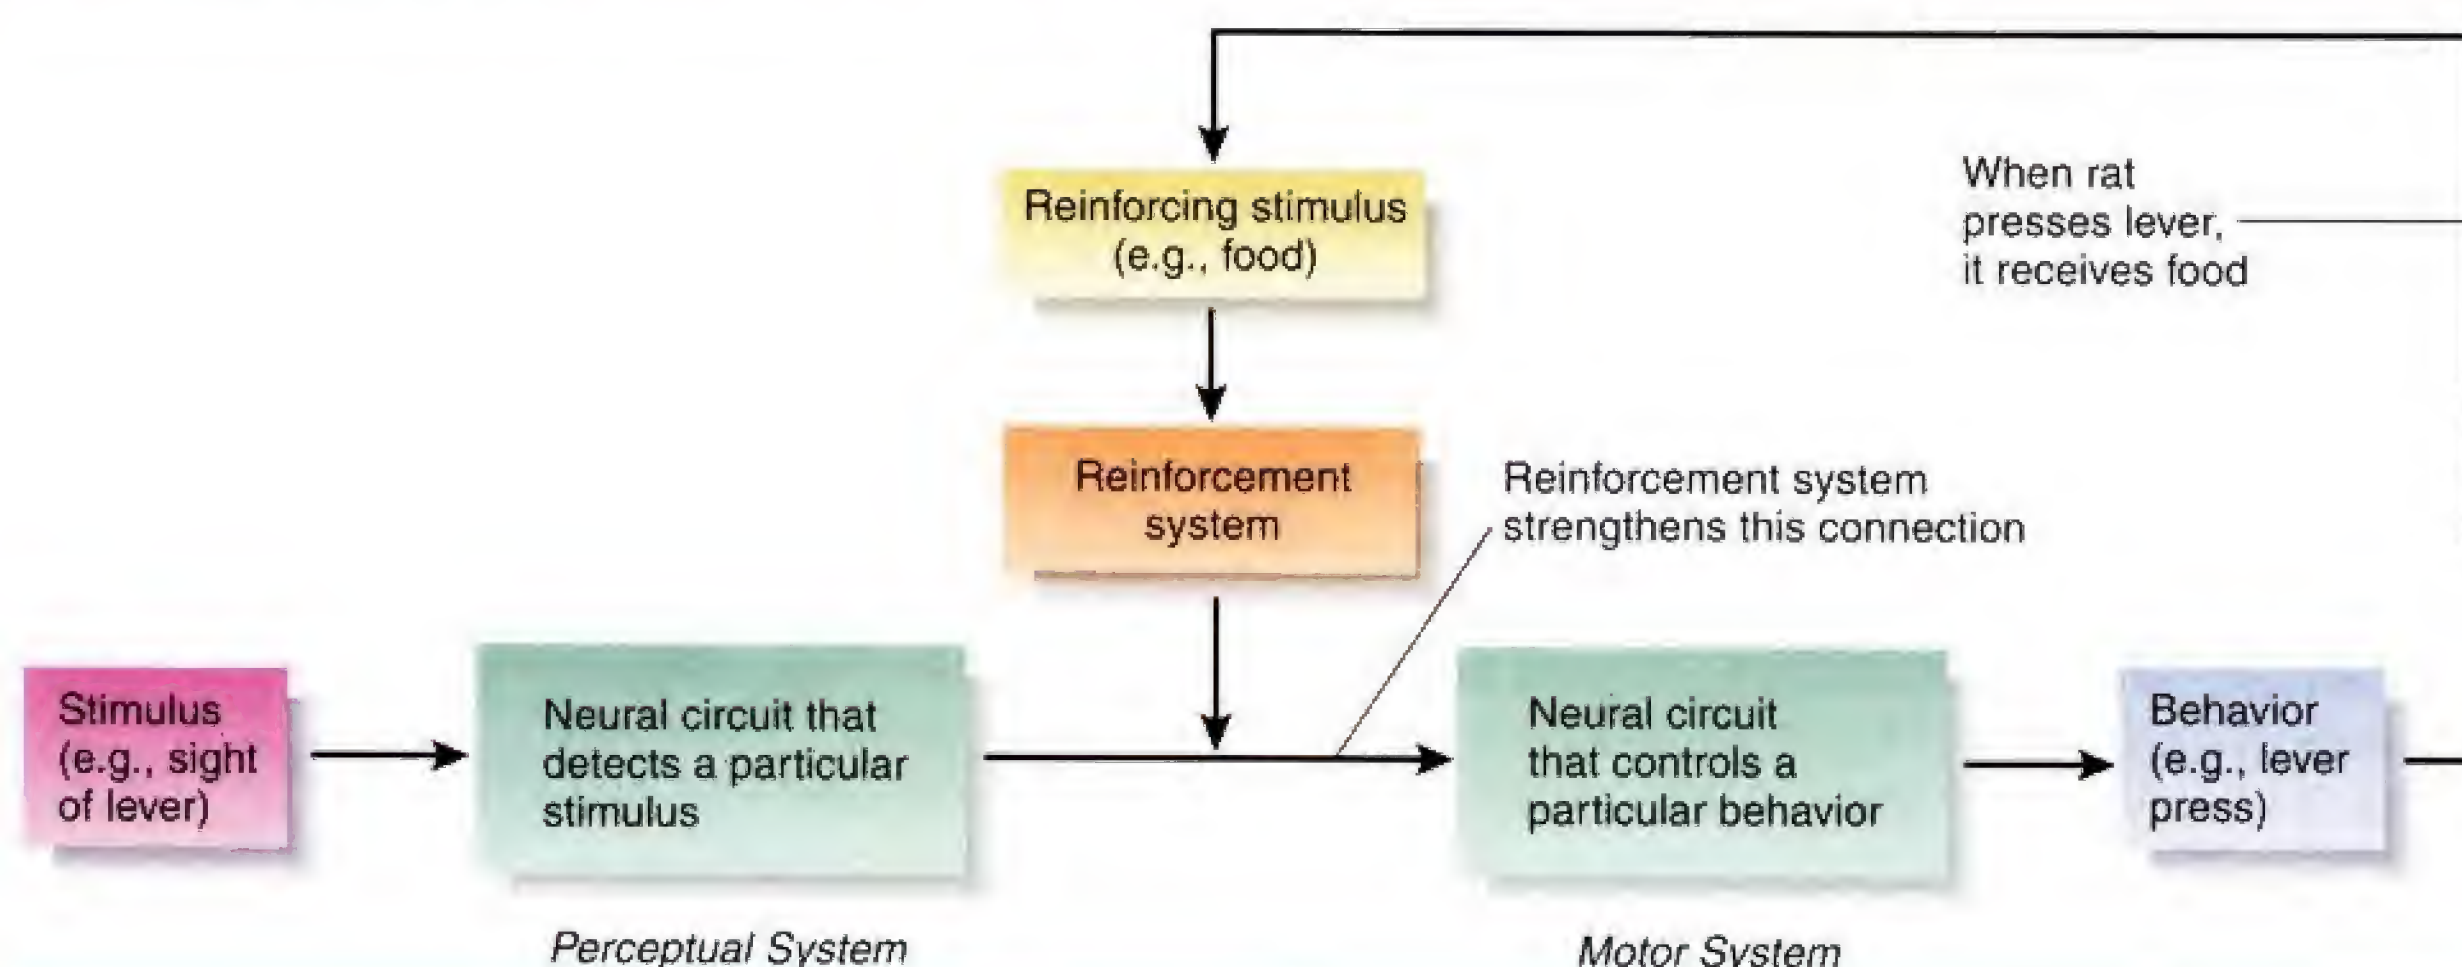 Reinforcing stimulus
(e.g., food)
When rat
presses lever,
it receives food
Reinforcement
system
Reinforcement system
strengthens this connection
Stimulus
(e.g., sight
of lever)
Neural circuit that
detects a particular
stimulus
Neural circuit
that controls a
particular behavior
Behavior
(e.g., lever
press)
Perceptual System
Motor System